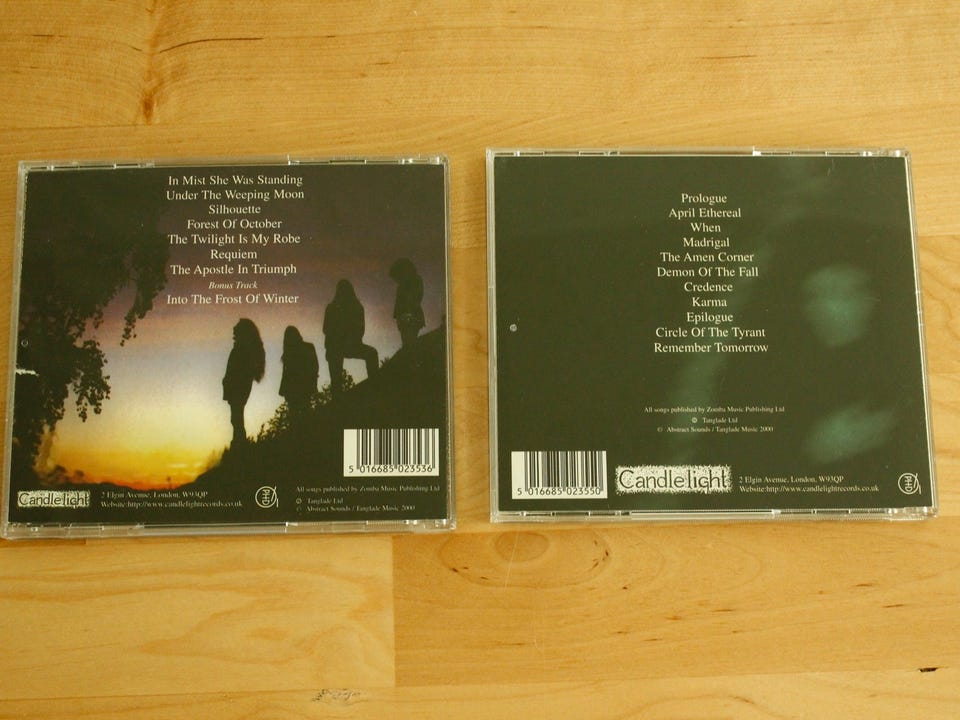 In Mist She Was Standing
Under The Weeping Moon
Silhouette
Forest Of October
The Twilight Is My Robe
Requiem
The Apostle In Triumph
Bonus Track
Into The Frost Of Winter
5 016685 023536
Candlelight
2 Elgin Avenue, London, W93QP
Website:http://www.candlelightrecords.co.uk
All songs published by Zomba Music Publishing Ltd
℗ Tanglade Ltd
© Abstract Sounds / Tanglade Music 2000
Prologue
April Ethereal
When
Madrigal
The Amen Corner
Demon Of The Fall
Credence
Karma
Epilogue
Circle Of The Tyrant
Remember Tomorrow
All songs published by Zomba Music Publishing Ltd
℗ Tanglade Ltd
© Abstract Sounds / Tanglade Music 2000
5 016685 023550
Candlelight
2 Elgin Avenue, London, W93QP
Website:http://www.candlelightrecords.co.uk